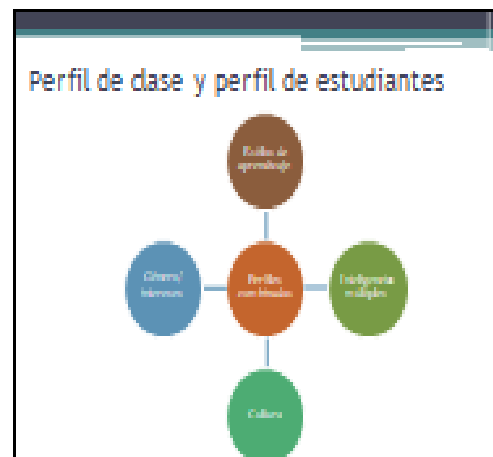 Perfil de clase y perfil de estudiantes
Estilos de
aprendizaje
Género/
Intereses
Perfiles
combinados
Inteligencias
múltiples
Cultura